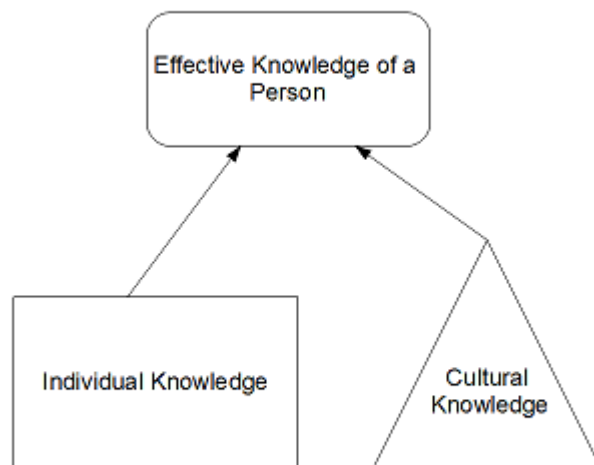 Effective Knowledge of a
Person
Individual Knowledge
Cultural
Knowledge